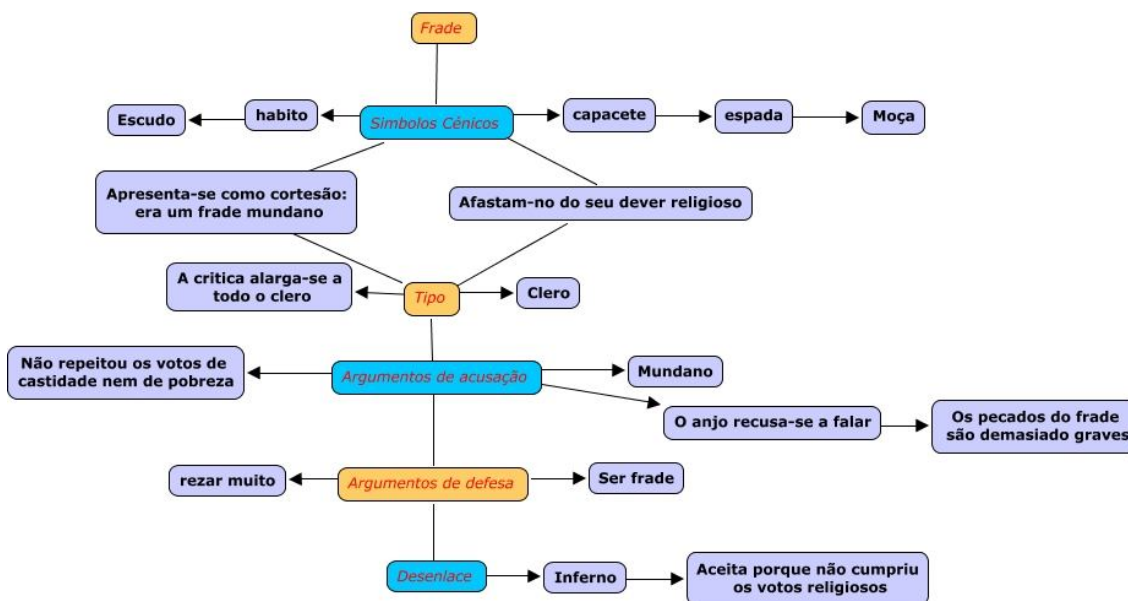 Frade
Escudo
habito
Simbolos Cénicos
capacete
espada
Moça
Apresenta-se como cortesão:
era um frade mundano
Afastam-no do seu dever religioso
A critica alarga-se a
todo o clero
Tipo
Clero
Não repeitou os votos de
castidade nem de pobreza
Argumentos de acusação
Mundano
O anjo recusa-se a falar
Os pecados do frade
são demasiado graves
rezar muito
Argumentos de defesa
Ser frade
Desenlace
Inferno
Aceita porque não cumpriu
os votos religiosos